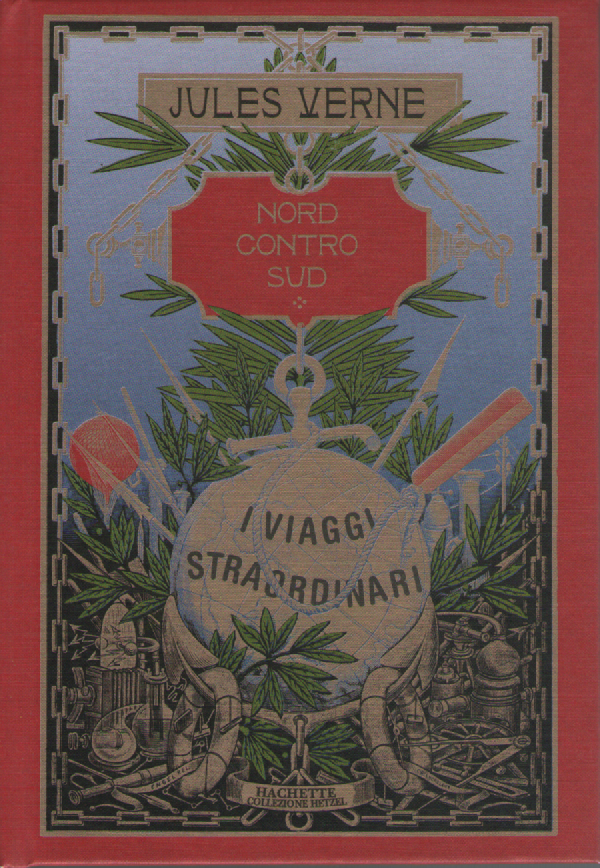 JULES VERNE
NORD
CONTRO
SUD
I VIAGGI
STRAORDINARI
HACHETTE
COLLEZIONE HETZEL